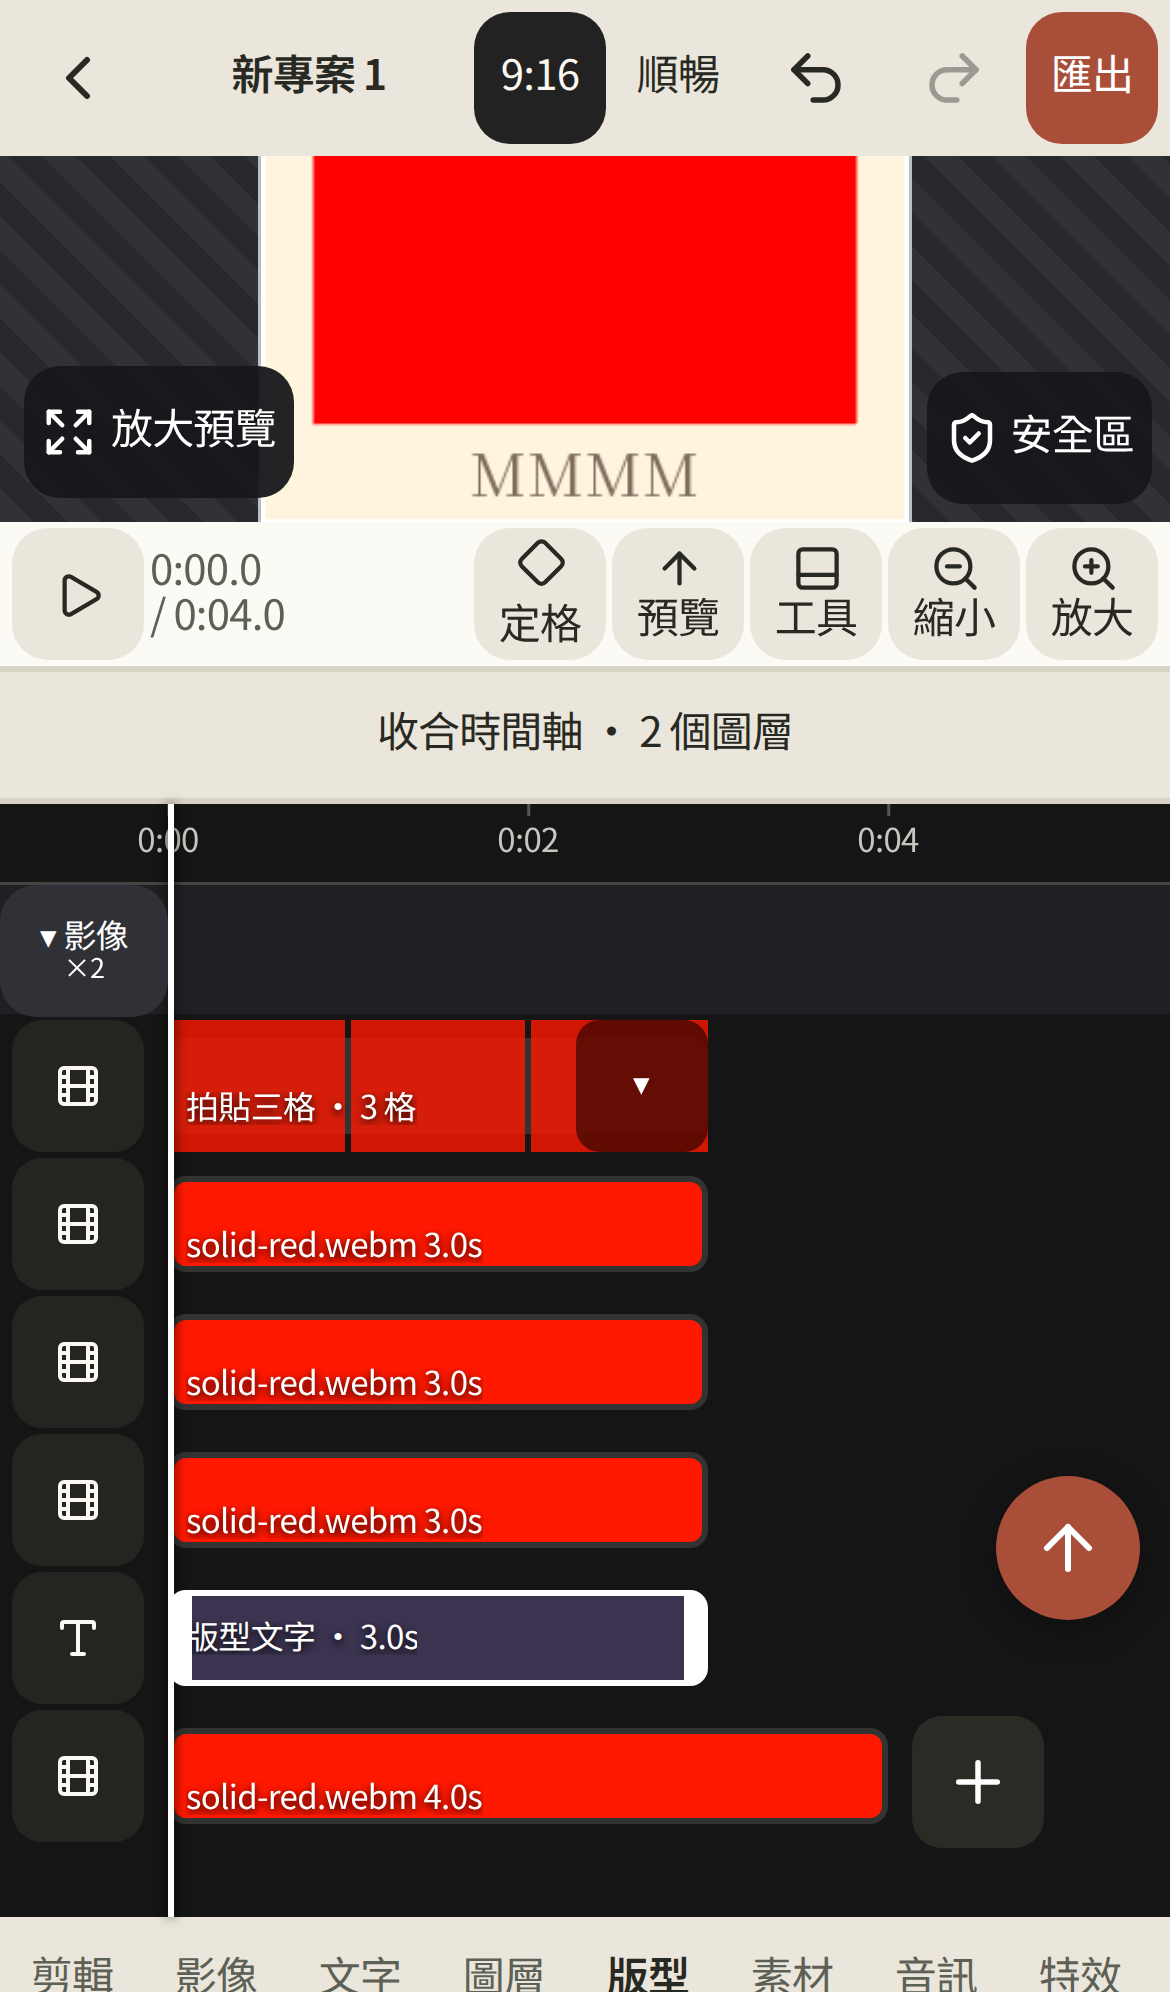 新專案 1
9:16
順暢
匯出
放大預覽
安全區
MMMM
0:00.0
/ 0:04.0
定格
預覽
工具
縮小
放大
收合時間軸 · 2 個圖層
0:00
0:02
0:04
▼ 影像
×2
拍貼三格 · 3 格
▼
solid-red.webm 3.0s
solid-red.webm 3.0s
solid-red.webm 3.0s
版型文字 · 3.0s
solid-red.webm 4.0s
剪輯
影像
文字
圖層
版型
素材
音訊
特效